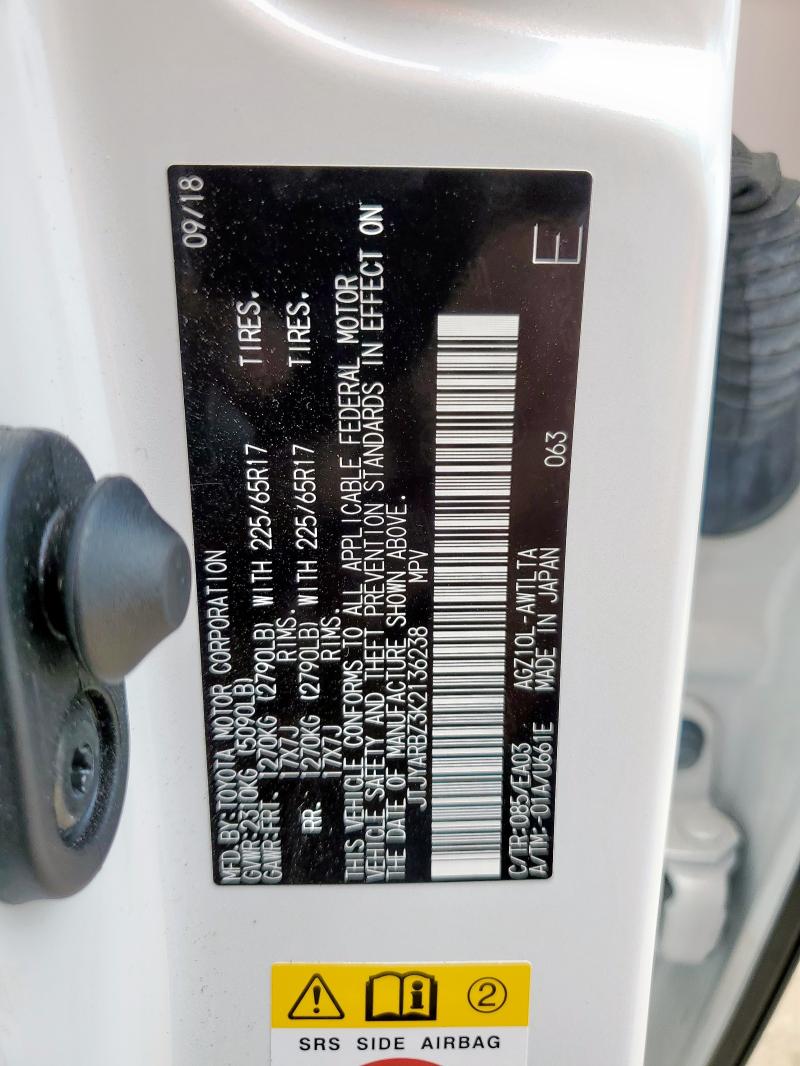 MFD.BY:TOYOTA MOTOR CORPORATION 09/18
GVWR:2310KG (5090LB)
GAWR:FRT. 1270KG (2790LB) WITH 225/65R17 TIRES.
17X7J RIMS.
RR. 1270KG (2790LB) WITH 225/65R17 TIRES.
17X7J RIMS.
THIS VEHICLE CONFORMS TO ALL APPLICABLE FEDERAL MOTOR
VEHICLE SAFETY AND THEFT PREVENTION STANDARDS IN EFFECT ON
THE DATE OF MANUFACTURE SHOWN ABOVE.
JTJYARBZ3K2136238 MPV
C/TR:085/EA03 AGZ10L-AWTLTA 063
A/TM:-01A/U661E MADE IN JAPAN
E
2
SRS SIDE AIRBAG